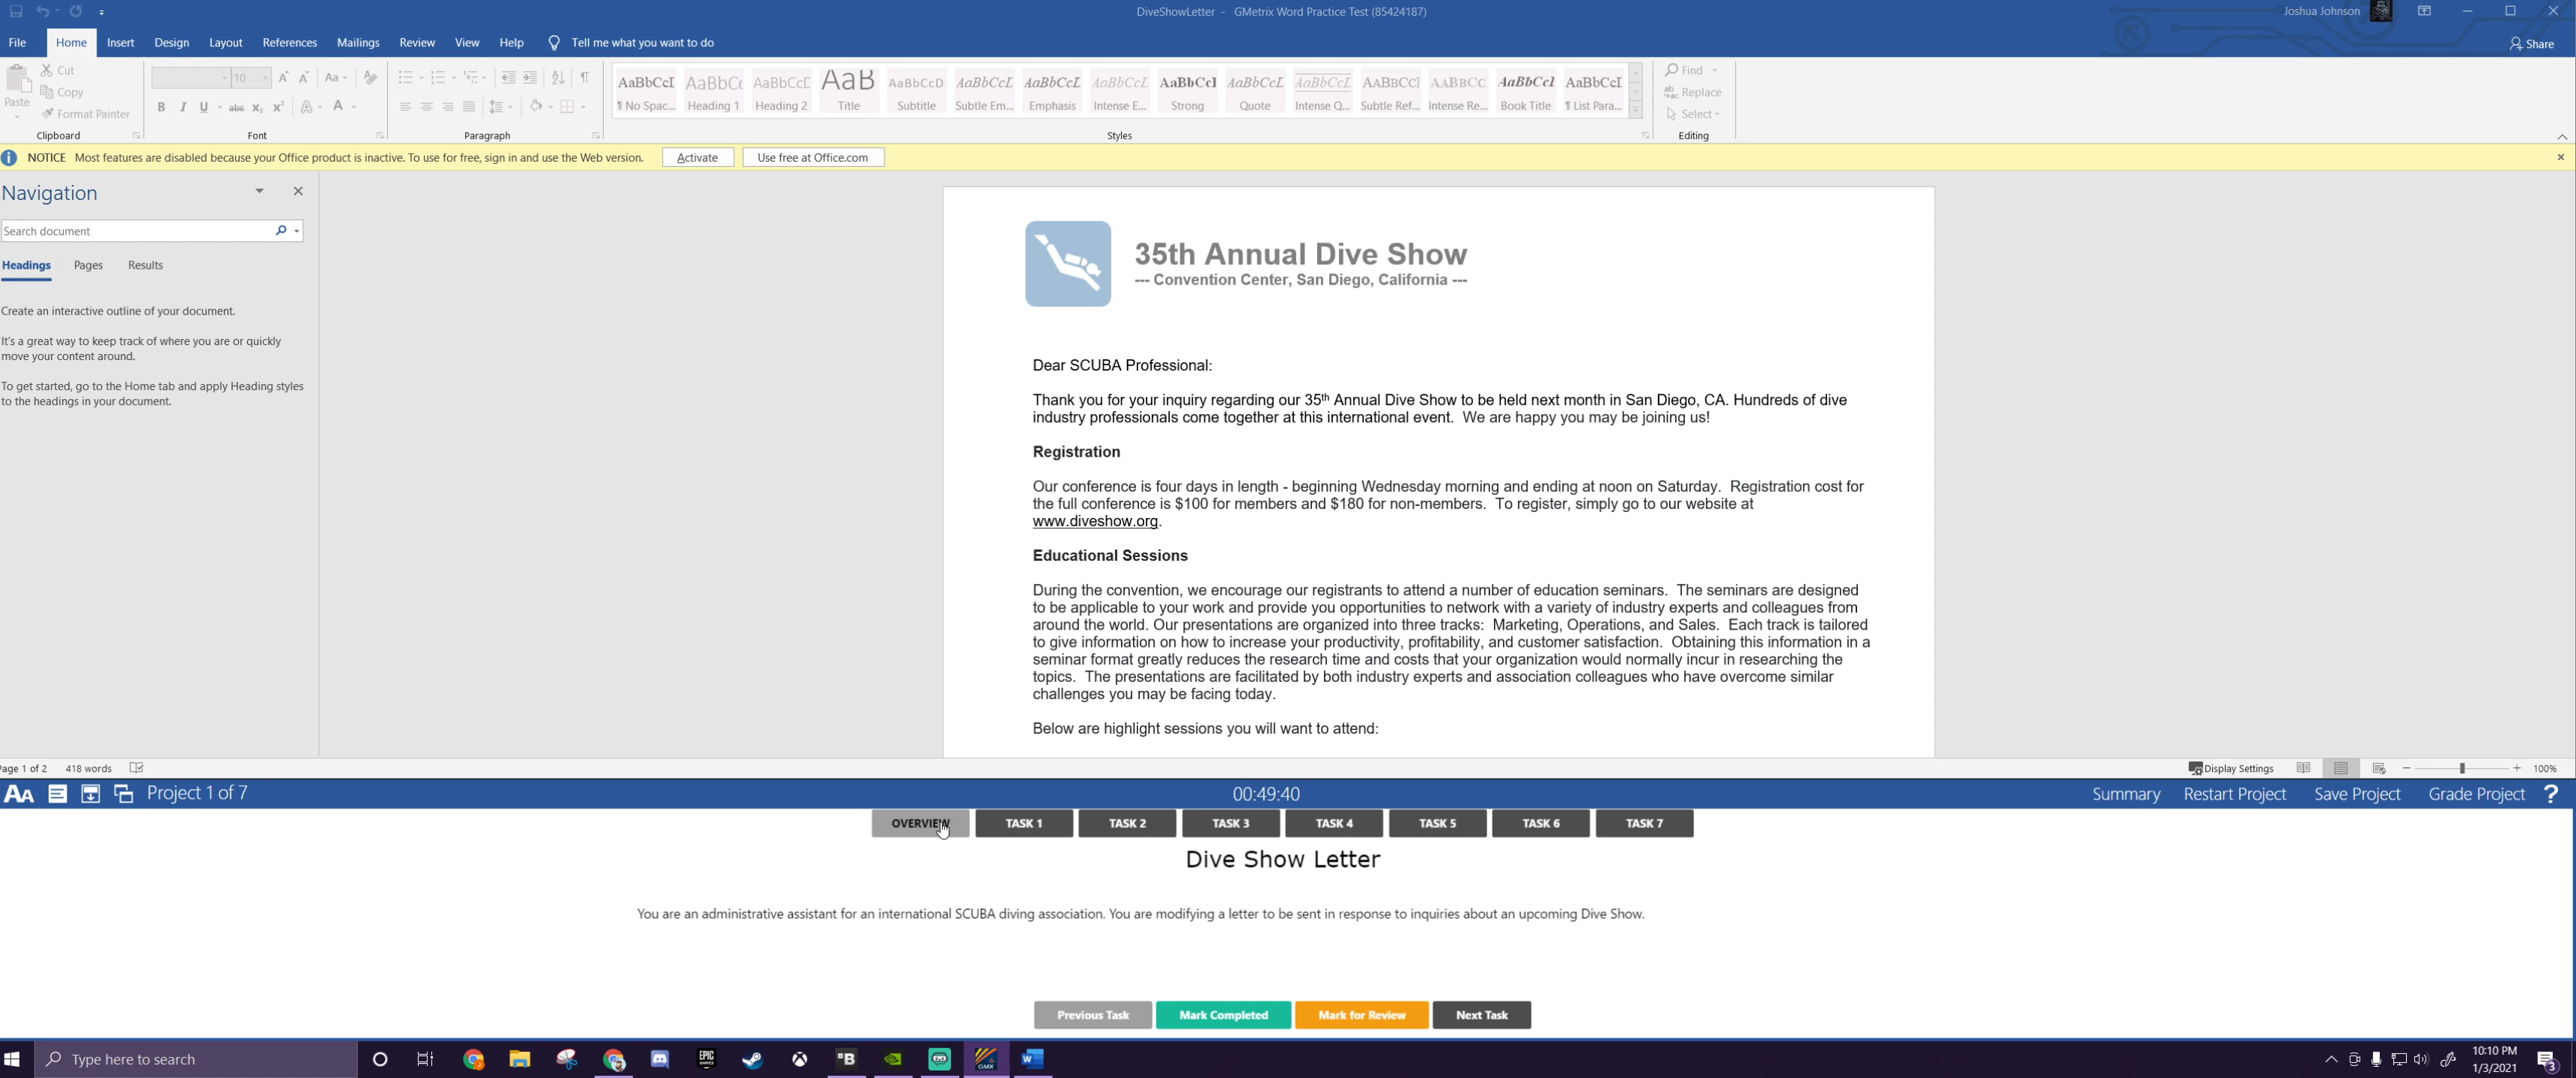 DiveShowLetter - GMetrix Word Practice Test (85424187)
Joshua Johnson
File Home Insert Design Layout References Mailings Review View Help Tell me what you want to do
Share
Paste
Cut
Copy
Format Painter
Clipboard
10
Font
Paragraph
AaBbCcI AaBbC AaBbCcD AaB AaBbCcD AaBbCcL AaBbCcL AaBbCcL AaBbCcI AaBbCcL AaBbCcL AABBCCI AABBCC AaBbCcI AaBbCcI
¶ No Spac... Heading 1 Heading 2 Title Subtitle Subtle Em... Emphasis Intense E... Strong Quote Intense Q... Subtle Ref... Intense Re... Book Title ¶ List Para...
Styles
Find
Replace
Select
Editing
NOTICE Most features are disabled because your Office product is inactive. To use for free, sign in and use the Web version. Activate Use free at Office.com
Navigation
Search document
Headings Pages Results
Create an interactive outline of your document.
It's a great way to keep track of where you are or quickly
move your content around.
To get started, go to the Home tab and apply Heading styles
to the headings in your document.
35th Annual Dive Show
--- Convention Center, San Diego, California ---
Dear SCUBA Professional:
Thank you for your inquiry regarding our 35th Annual Dive Show to be held next month in San Diego, CA. Hundreds of dive
industry professionals come together at this international event. We are happy you may be joining us!
Registration
Our conference is four days in length - beginning Wednesday morning and ending at noon on Saturday. Registration cost for
the full conference is $100 for members and $180 for non-members. To register, simply go to our website at
www.diveshow.org.
Educational Sessions
During the convention, we encourage our registrants to attend a number of education seminars. The seminars are designed
to be applicable to your work and provide you opportunities to network with a variety of industry experts and colleagues from
around the world. Our presentations are organized into three tracks: Marketing, Operations, and Sales. Each track is tailored
to give information on how to increase your productivity, profitability, and customer satisfaction. Obtaining this information in a
seminar format greatly reduces the research time and costs that your organization would normally incur in researching the
topics. The presentations are facilitated by both industry experts and association colleagues who have overcome similar
challenges you may be facing today.
Below are highlight sessions you will want to attend:
Page 1 of 2 418 words
Display Settings
100%
AA Project 1 of 7
00:49:40
Summary Restart Project Save Project Grade Project ?
OVERVIEW TASK 1 TASK 2 TASK 3 TASK 4 TASK 5 TASK 6 TASK 7
Dive Show Letter
You are an administrative assistant for an international SCUBA diving association. You are modifying a letter to be sent in response to inquiries about an upcoming Dive Show.
Previous Task Mark Completed Mark for Review Next Task
Type here to search
10:10 PM
1/3/2021
3